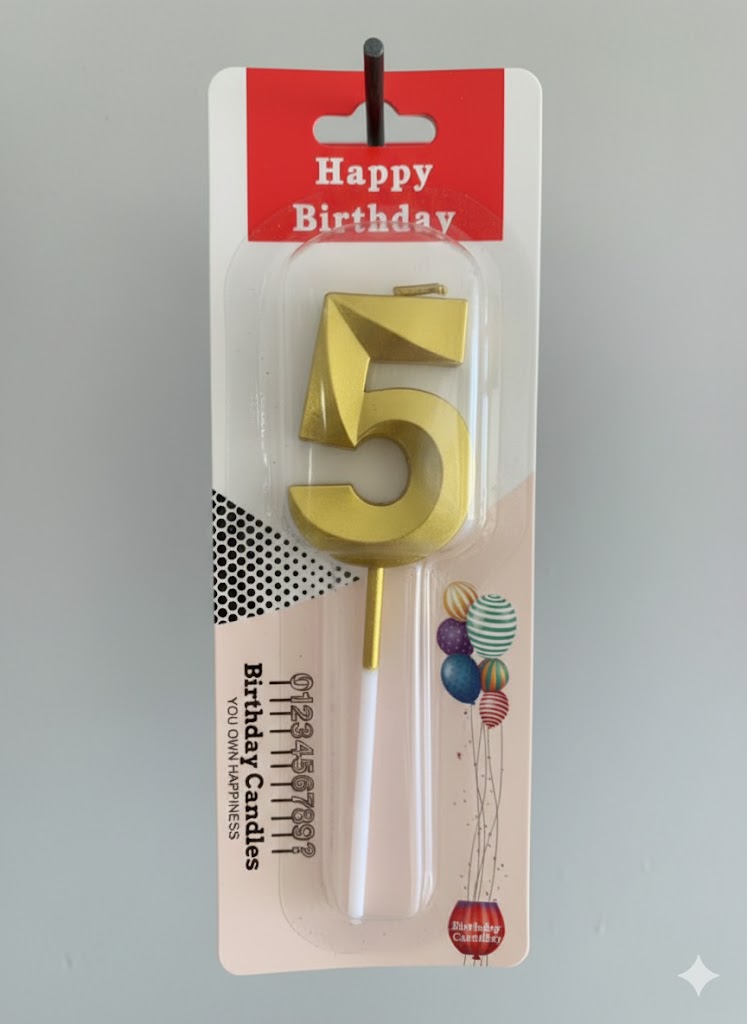 Happy
Birthday
5
Birthday Candles
YOU OWN HAPPINESS
0123456789?